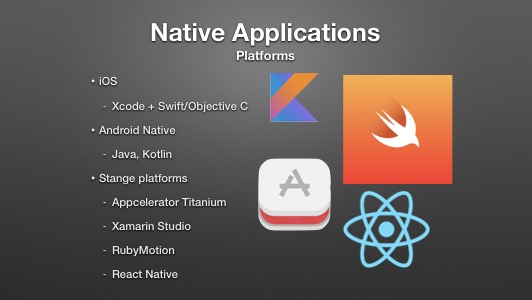 Native Applications
Platforms
• iOS
- Xcode + Swift/Objective C
• Android Native
- Java, Kotlin
• Stange platforms
- Appcelerator Titanium
- Xamarin Studio
- RubyMotion
- React Native